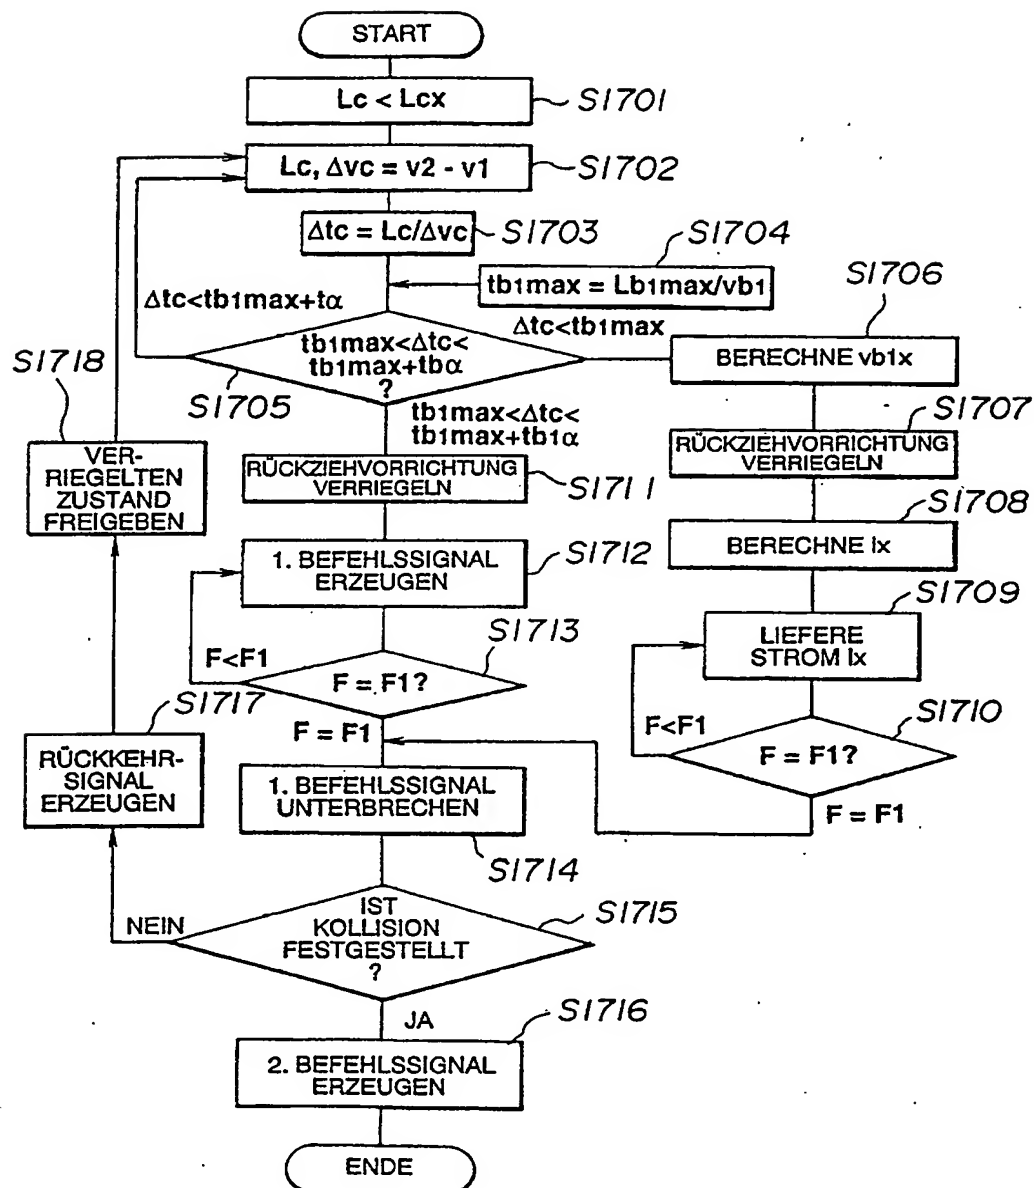 START
Lc < Lcx
S1701
Lc, Δvc = v2 - v1
S1702
Δtc = Lc/Δvc
S1703
S1704
tb1max = Lb1max/vb1
Δtc<tb1max+tα
tb1max<Δtc<
tb1max+tbα
?
S1705
Δtc<tb1max
S1706
BERECHNE vb1x
S1707
RÜCKZIEHVORRICHTUNG
VERRIEGELN
S1708
BERECHNE Ix
S1709
LIEFERE
STROM Ix
F<F1
S1710
F = F1?
F = F1
tb1max<Δtc<
tb1max+tb1α
RÜCKZIEHVORRICHTUNG
VERRIEGELN
S1711
1. BEFEHLSSIGNAL
ERZEUGEN
S1712
S1713
F<F1
F = F1?
F = F1
1. BEFEHLSSIGNAL
UNTERBRECHEN
S1714
IST
KOLLISION
FESTGESTELLT
?
S1715
NEIN
JA
S1716
2. BEFEHLSSIGNAL
ERZEUGEN
ENDE
S1717
RÜCKKEHR-
SIGNAL
ERZEUGEN
S1718
VER-
RIEGELTEN
ZUSTAND
FREIGEBEN